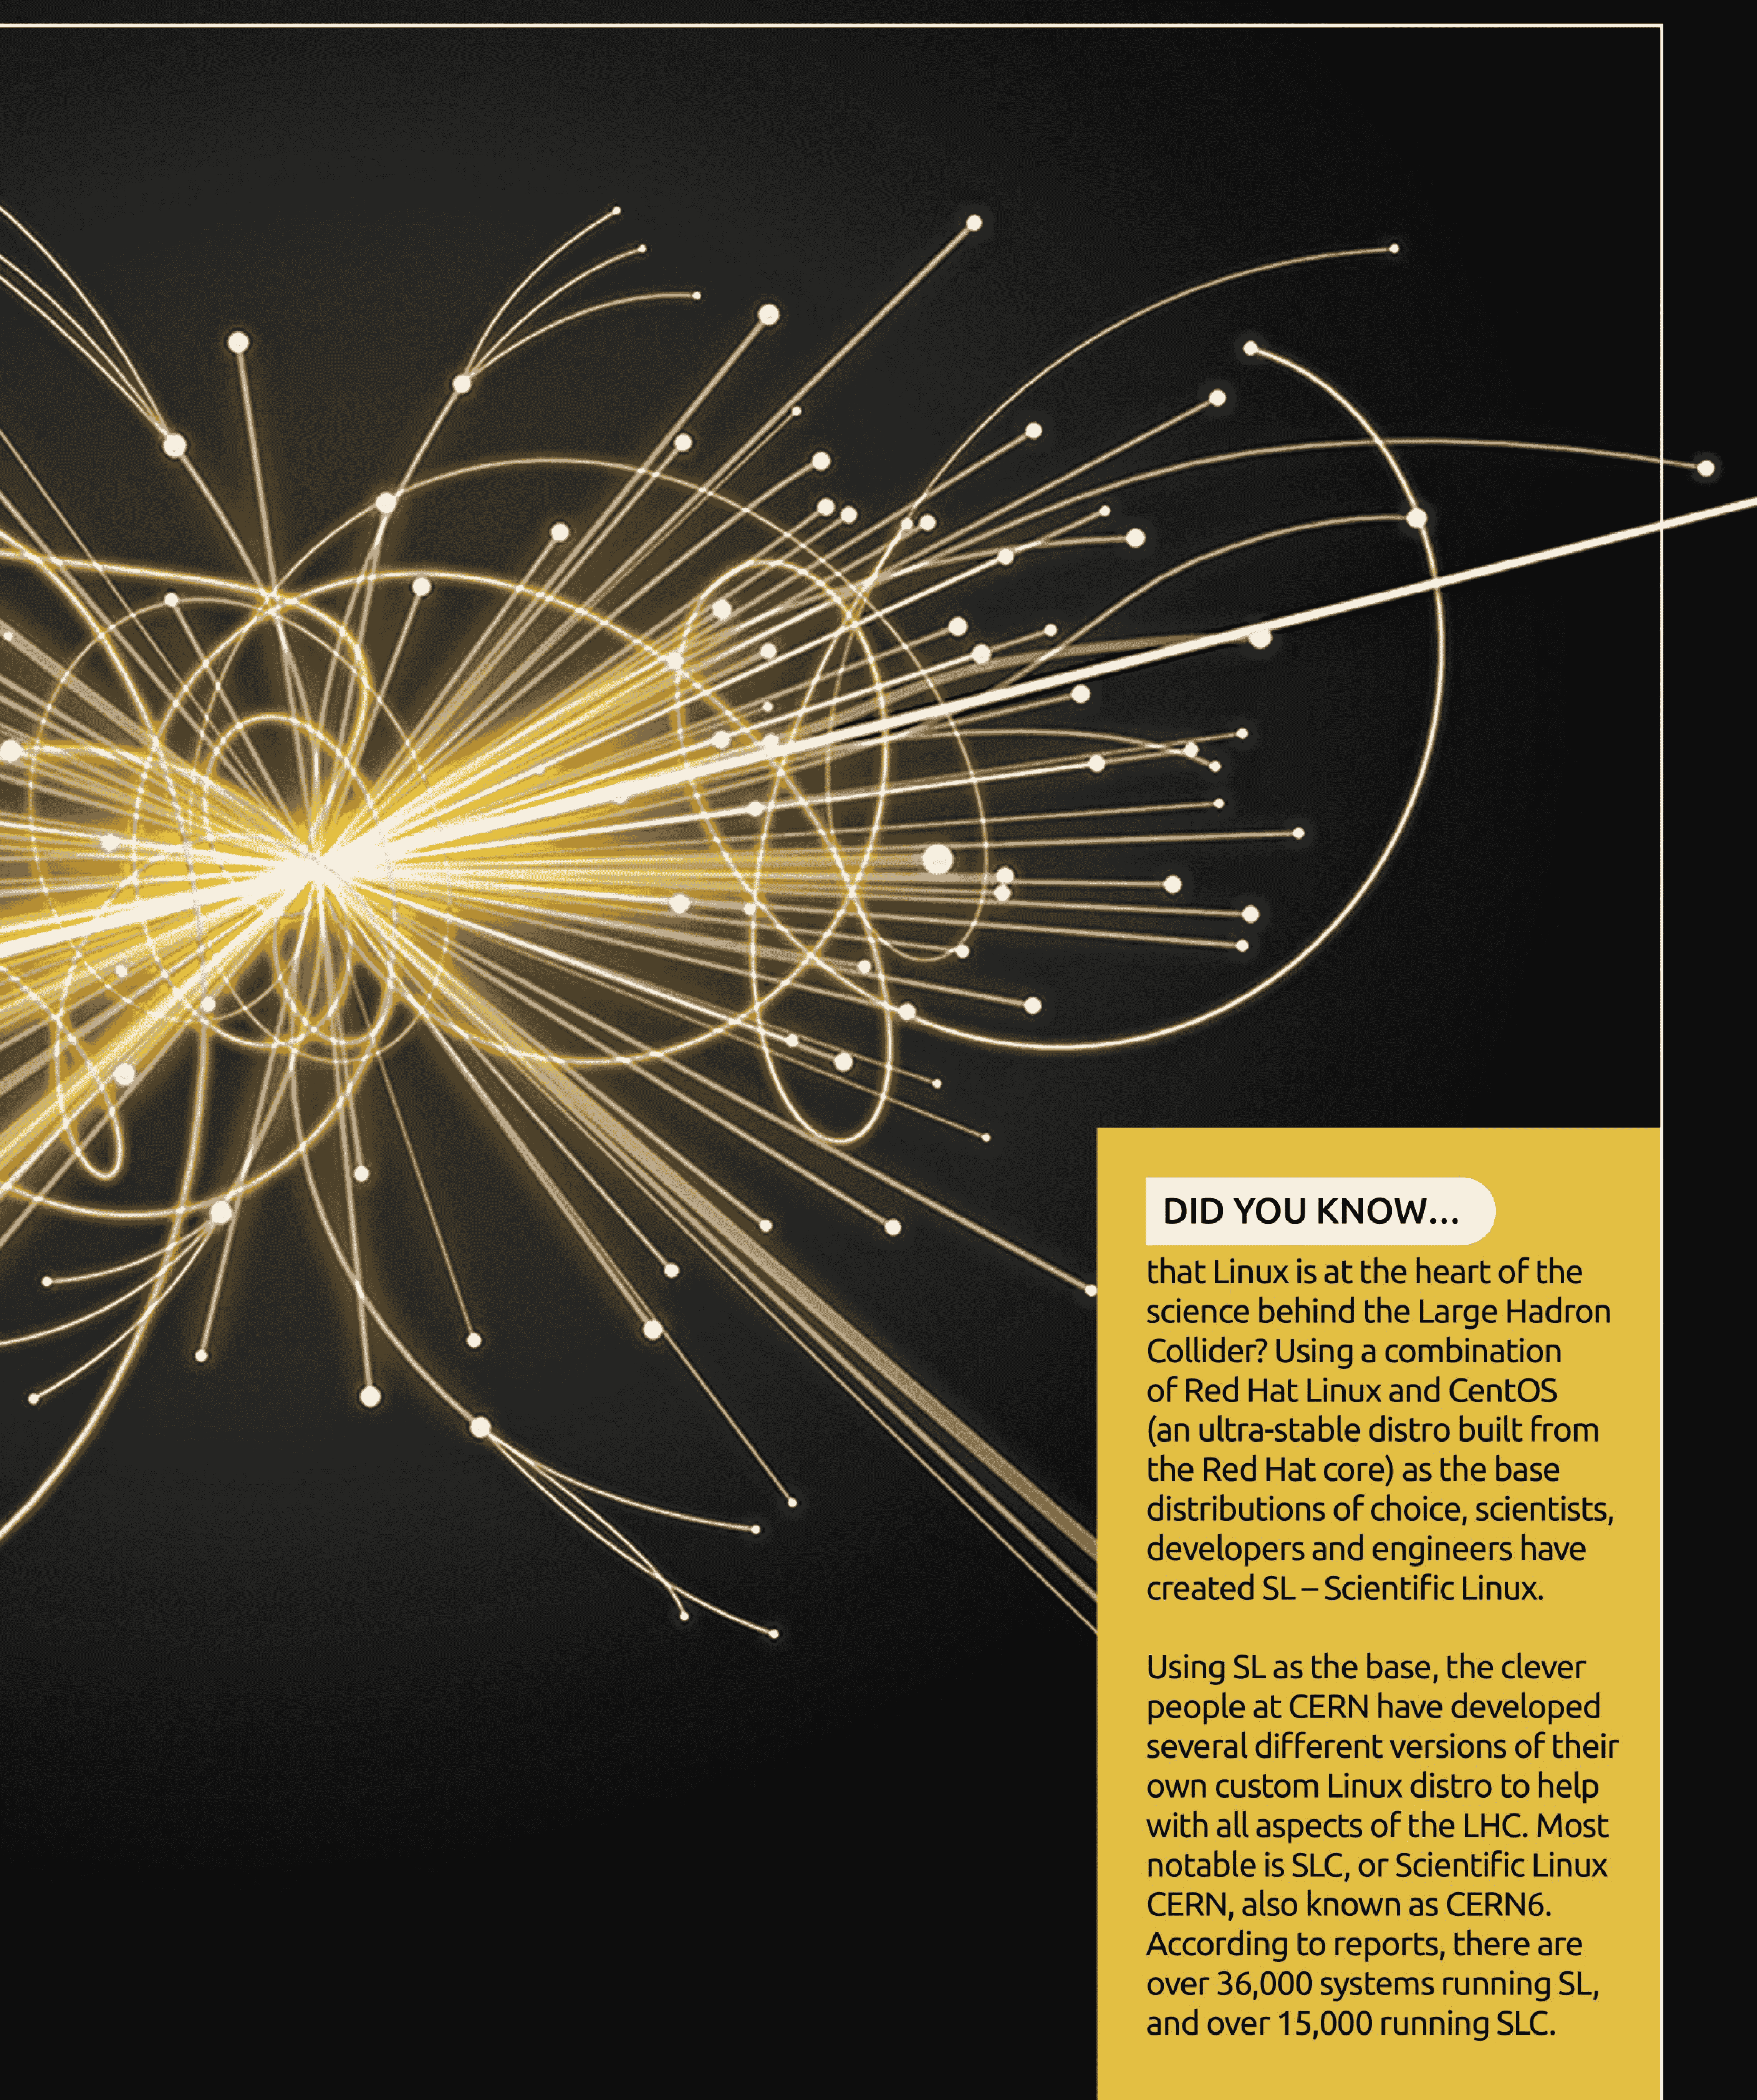 DID YOU KNOW...
that Linux is at the heart of the
science behind the Large Hadron
Collider? Using a combination
of Red Hat Linux and CentOS
(an ultra-stable distro built from
the Red Hat core) as the base
distributions of choice, scientists,
developers and engineers have
created SL – Scientific Linux.
Using SL as the base, the clever
people at CERN have developed
several different versions of their
own custom Linux distro to help
with all aspects of the LHC. Most
notable is SLC, or Scientific Linux
CERN, also known as CERN6.
According to reports, there are
over 36,000 systems running SL,
and over 15,000 running SLC.